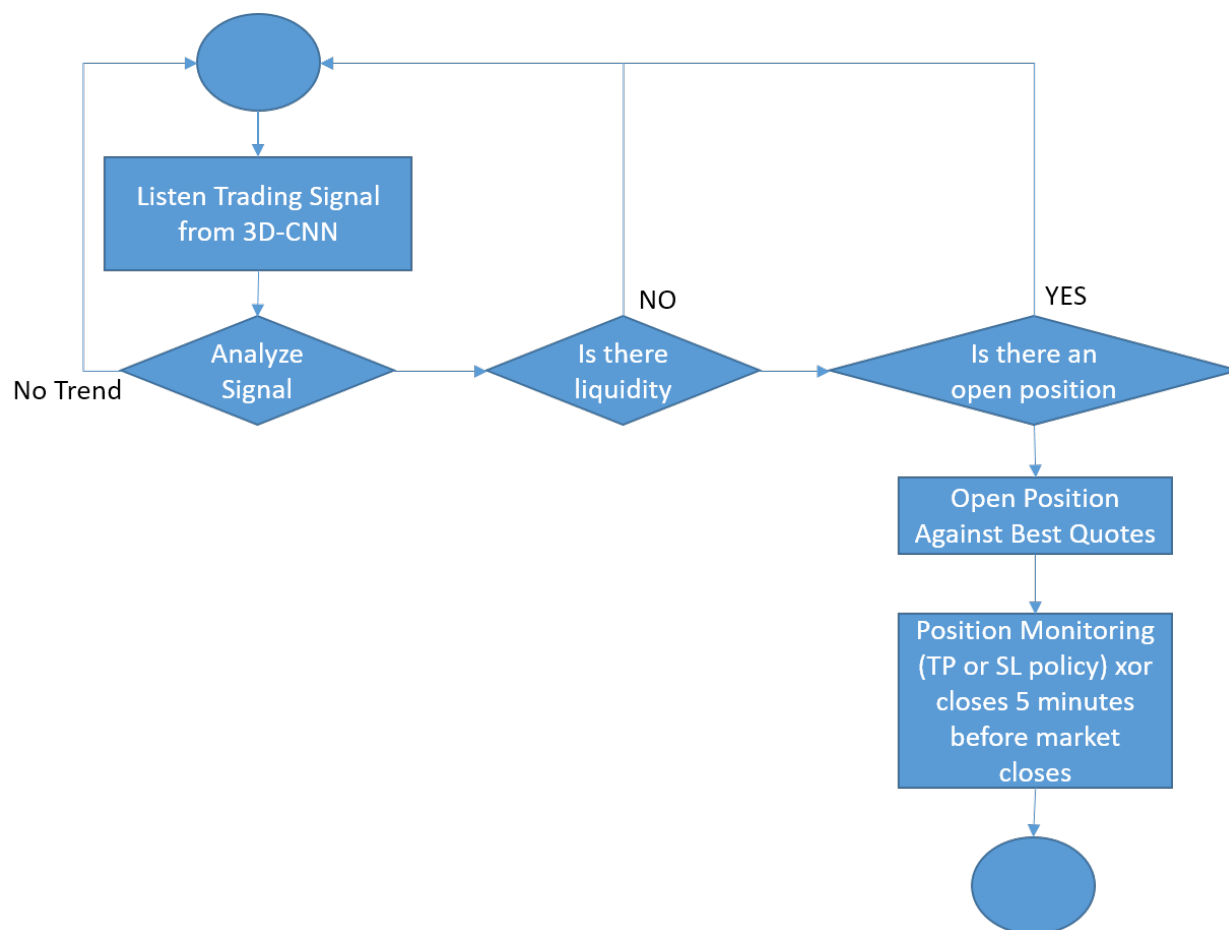 Listen Trading Signal
from 3D-CNN
No Trend
Analyze
Signal
NO
Is there
liquidity
YES
Is there an
open position
Open Position
Against Best Quotes
Position Monitoring
(TP or SL policy) xor
closes 5 minutes
before market
closes